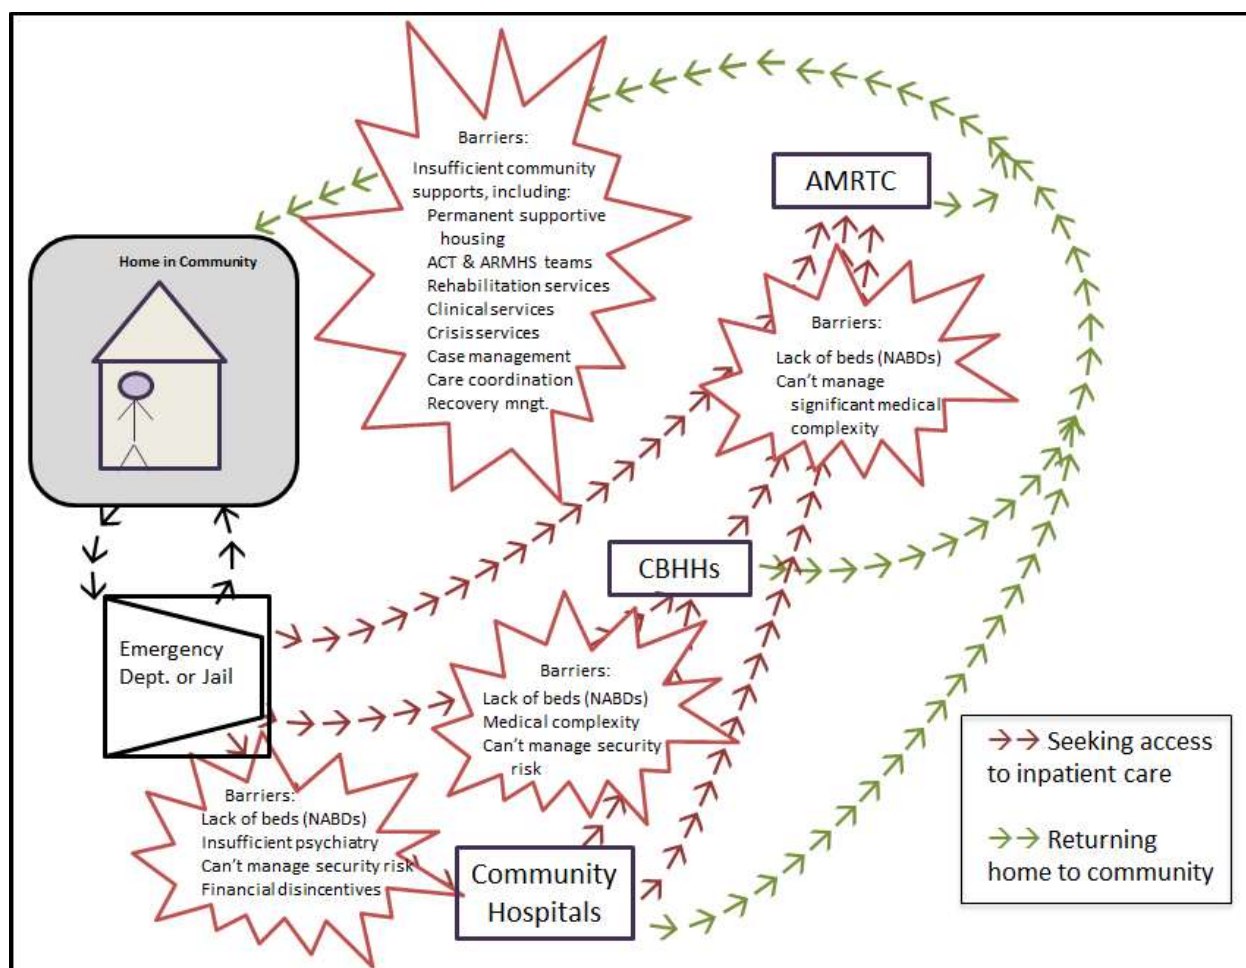 Barriers:
Insufficient community
supports, including:
Permanent supportive
housing
ACT & ARMHS teams
Rehabilitation services
Clinical services
Crisis services
Case management
Care coordination
Recovery mngt.
AMRTC
Home in Community
Barriers:
Lack of beds (NABDs)
Can't manage
significant medical
complexity
CBHHs
Emergency
Dept. or Jail
Barriers:
Lack of beds (NABDs)
Medical complexity
Can't manage security
risk
Barriers:
Lack of beds (NABDs)
Insufficient psychiatry
Can't manage security risk
Financial disincentives
Community
Hospitals
Seeking access
to inpatient care
Returning
home to community